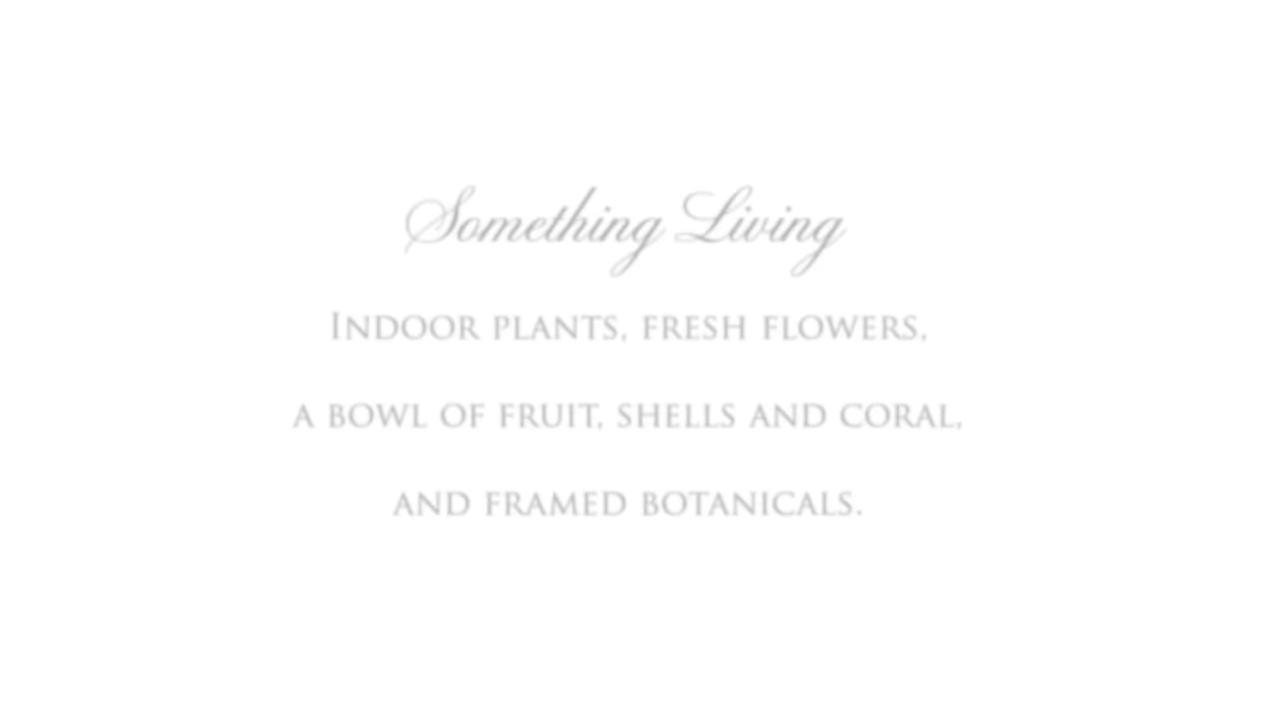 Something Living
Indoor plants, fresh flowers,
a bowl of fruit, shells and coral,
and framed botanicals.